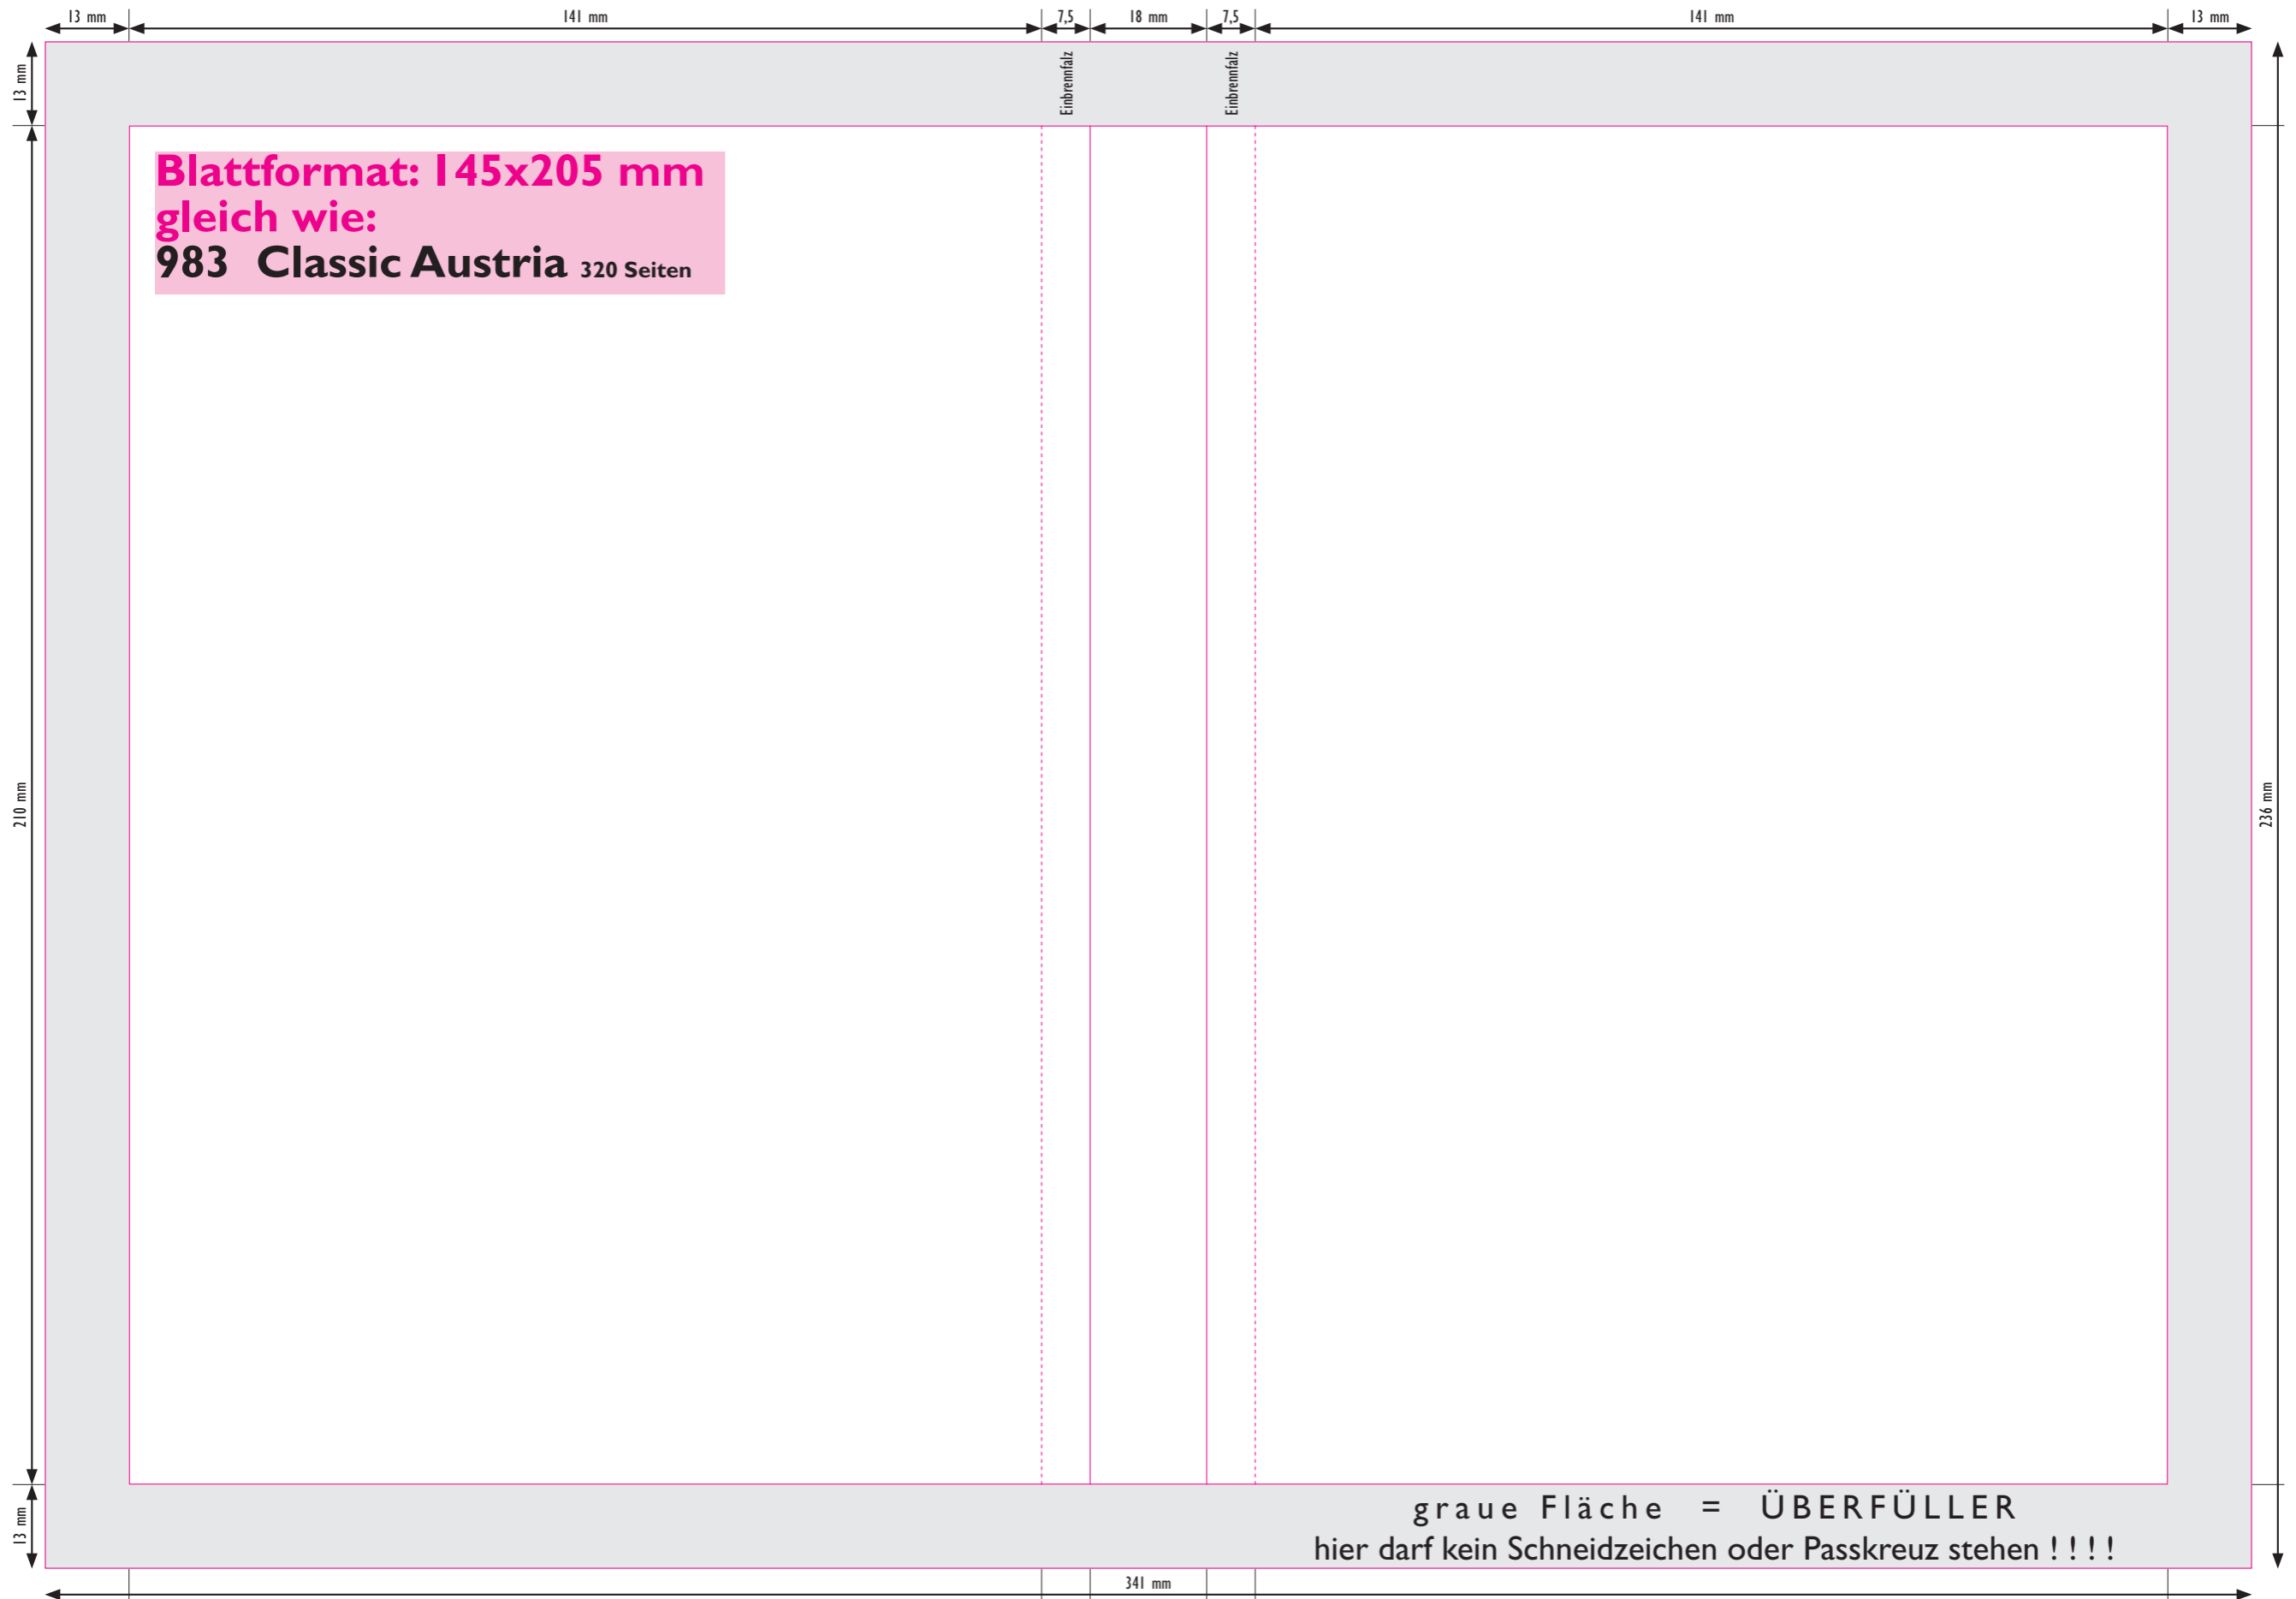 13 mm
141 mm
7,5
18 mm
7,5
141 mm
13 mm
13 mm
Einbrennfalz
Einbrennfalz
Blattformat: 145x205 mm
gleich wie:
983 Classic Austria 320 Seiten
210 mm
236 mm
graue Fläche = ÜBERFÜLLER
hier darf kein Schneidzeichen oder Passkreuz stehen ! ! ! !
13 mm
341 mm